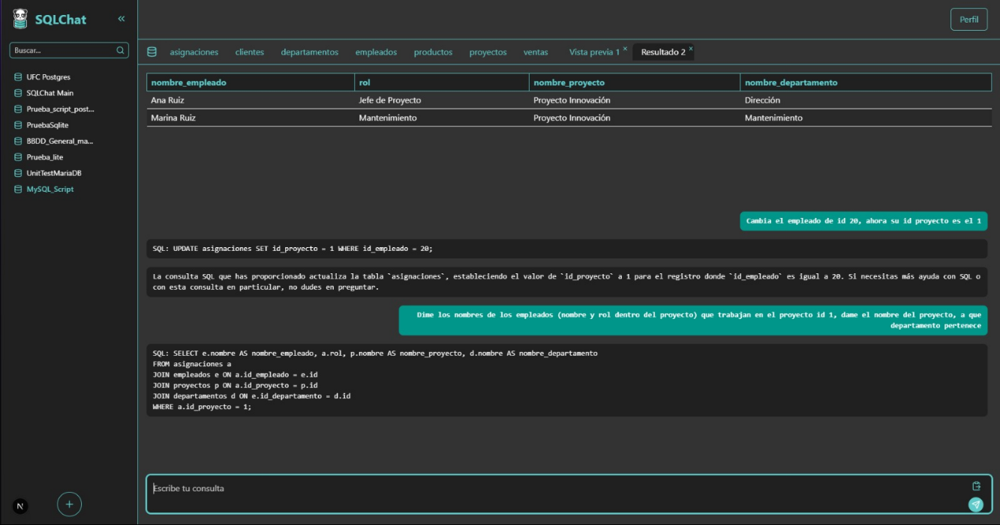 SQLChat
«
Perfil
Buscar...
asignaciones clientes departamentos empleados productos proyectos ventas Vista previa 1 × Resultado 2 ×
UFC Postgres
SQLChat Main
Prueba_script_post...
PruebaSqlite
BBDD_General_ma...
Prueba_lite
UnitTestMariaDB
MySQL_Script
nombre_empleado rol nombre_proyecto nombre_departamento
Ana Ruiz Jefe de Proyecto Proyecto Innovación Dirección
Marina Ruiz Mantenimiento Proyecto Innovación Mantenimiento
Cambia el empleado de id 20, ahora su id proyecto es el 1
SQL: UPDATE asignaciones SET id_proyecto = 1 WHERE id_empleado = 20;
La consulta SQL que has proporcionado actualiza la tabla `asignaciones`, estableciendo el valor de `id_proyecto` a 1 para el registro donde `id_empleado` es igual a 20. Si necesitas más ayuda con SQL o
con esta consulta en particular, no dudes en preguntar.
Dime los nombres de los empleados (nombre y rol dentro del proyecto) que trabajan en el proyecto id 1, dame el nombre del proyecto, a que
departamento pertenece
SQL: SELECT e.nombre AS nombre_empleado, a.rol, p.nombre AS nombre_proyecto, d.nombre AS nombre_departamento
FROM asignaciones a
JOIN empleados e ON a.id_empleado = e.id
JOIN proyectos p ON a.id_proyecto = p.id
JOIN departamentos d ON e.id_departamento = d.id
WHERE a.id_proyecto = 1;
Escribe tu consulta
N
+